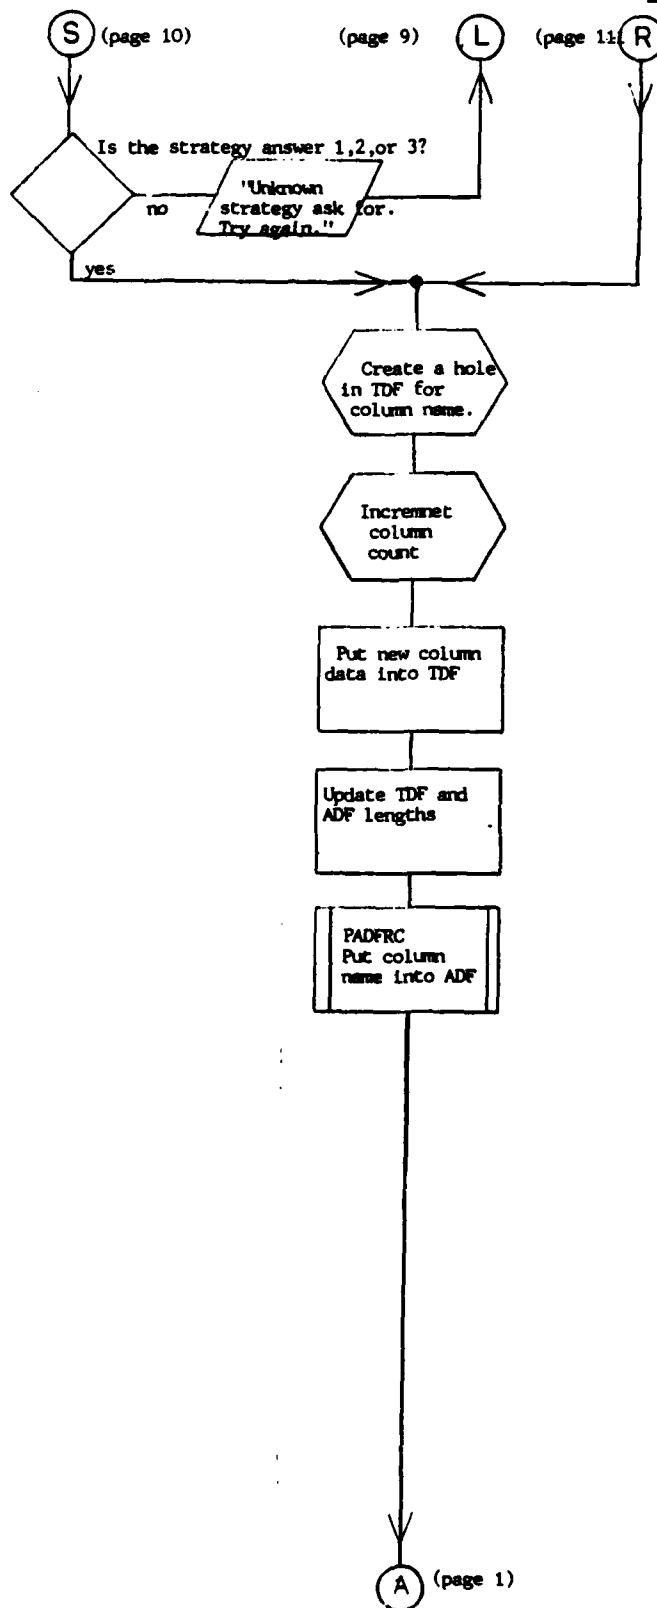 S (page 10) (page 9) L (page 11) R
Is the strategy answer 1,2,or 3?
no
"Unknown
strategy ask for.
Try again."
yes
Create a hole
in TDF for
column name.
Incremnet
column
count
Put new column
data into TDF
Update TDF and
ADF lengths
PADFRC
Put column
name into ADF
A (page 1)